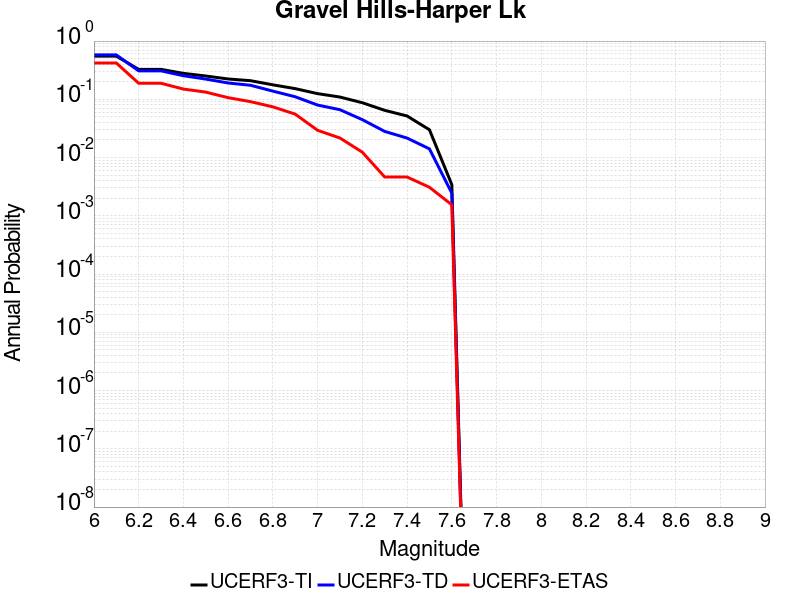 Gravel Hills-Harper Lk
10^0
10^-1
10^-2
10^-3
10^-4
10^-5
10^-6
10^-7
10^-8
Annual Probability
6 6.2 6.4 6.6 6.8 7 7.2 7.4 7.6 7.8 8 8.2 8.4 8.6 8.8 9
Magnitude
UCERF3-TI UCERF3-TD UCERF3-ETAS